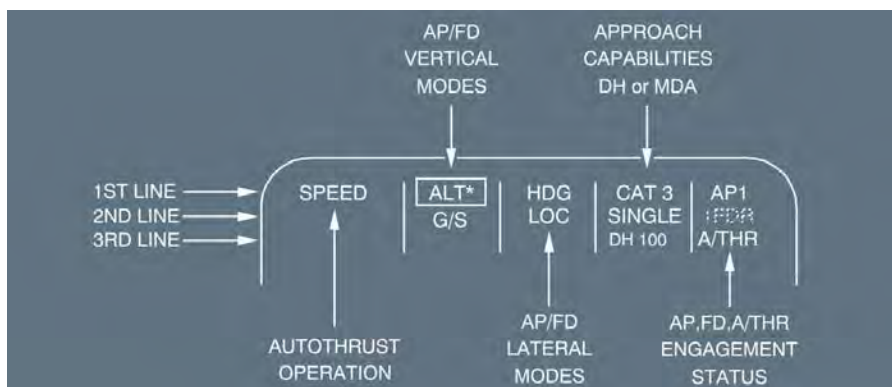 AP/FD
VERTICAL
MODES
APPROACH
CAPABILITIES
DH or MDA
1ST LINE
2ND LINE
3RD LINE
SPEED
ALT*
G/S
HDG
LOC
CAT 3
SINGLE
DH 100
AP1
A/THR
AUTOTHRUST
OPERATION
AP/FD
LATERAL
MODES
AP,FD,A/THR
ENGAGEMENT
STATUS